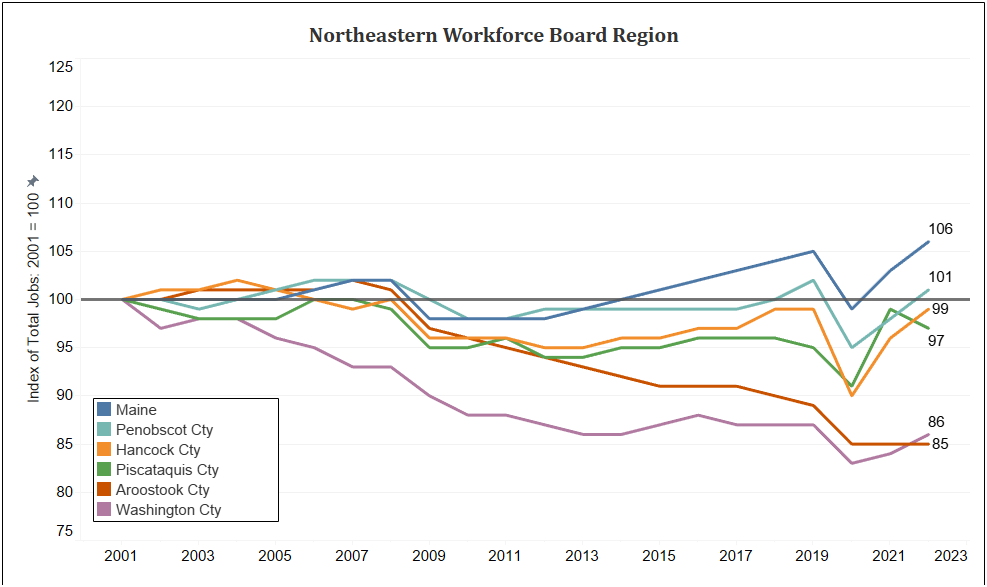 Northeastern Workforce Board Region
Index of Total Jobs: 2001 = 100
125
120
115
110
105
100
95
90
85
80
75
106
101
99
97
86
85
Maine
Penobscot Cty
Hancock Cty
Piscataquis Cty
Aroostook Cty
Washington Cty
2001 2003 2005 2007 2009 2011 2013 2015 2017 2019 2021 2023